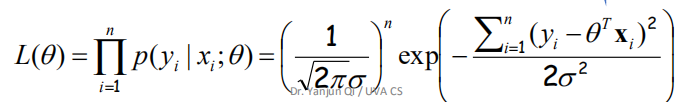 L(θ) = ∏_{i=1}^{n} p(y_i | x_i; θ) = (1 / √(2π)σ)^n exp(− ∑_{i=1}^{n} (y_i − θ^T 𝐱_i)^2 / 2σ^2)
Dr. Yanjun Qi / UVA CS